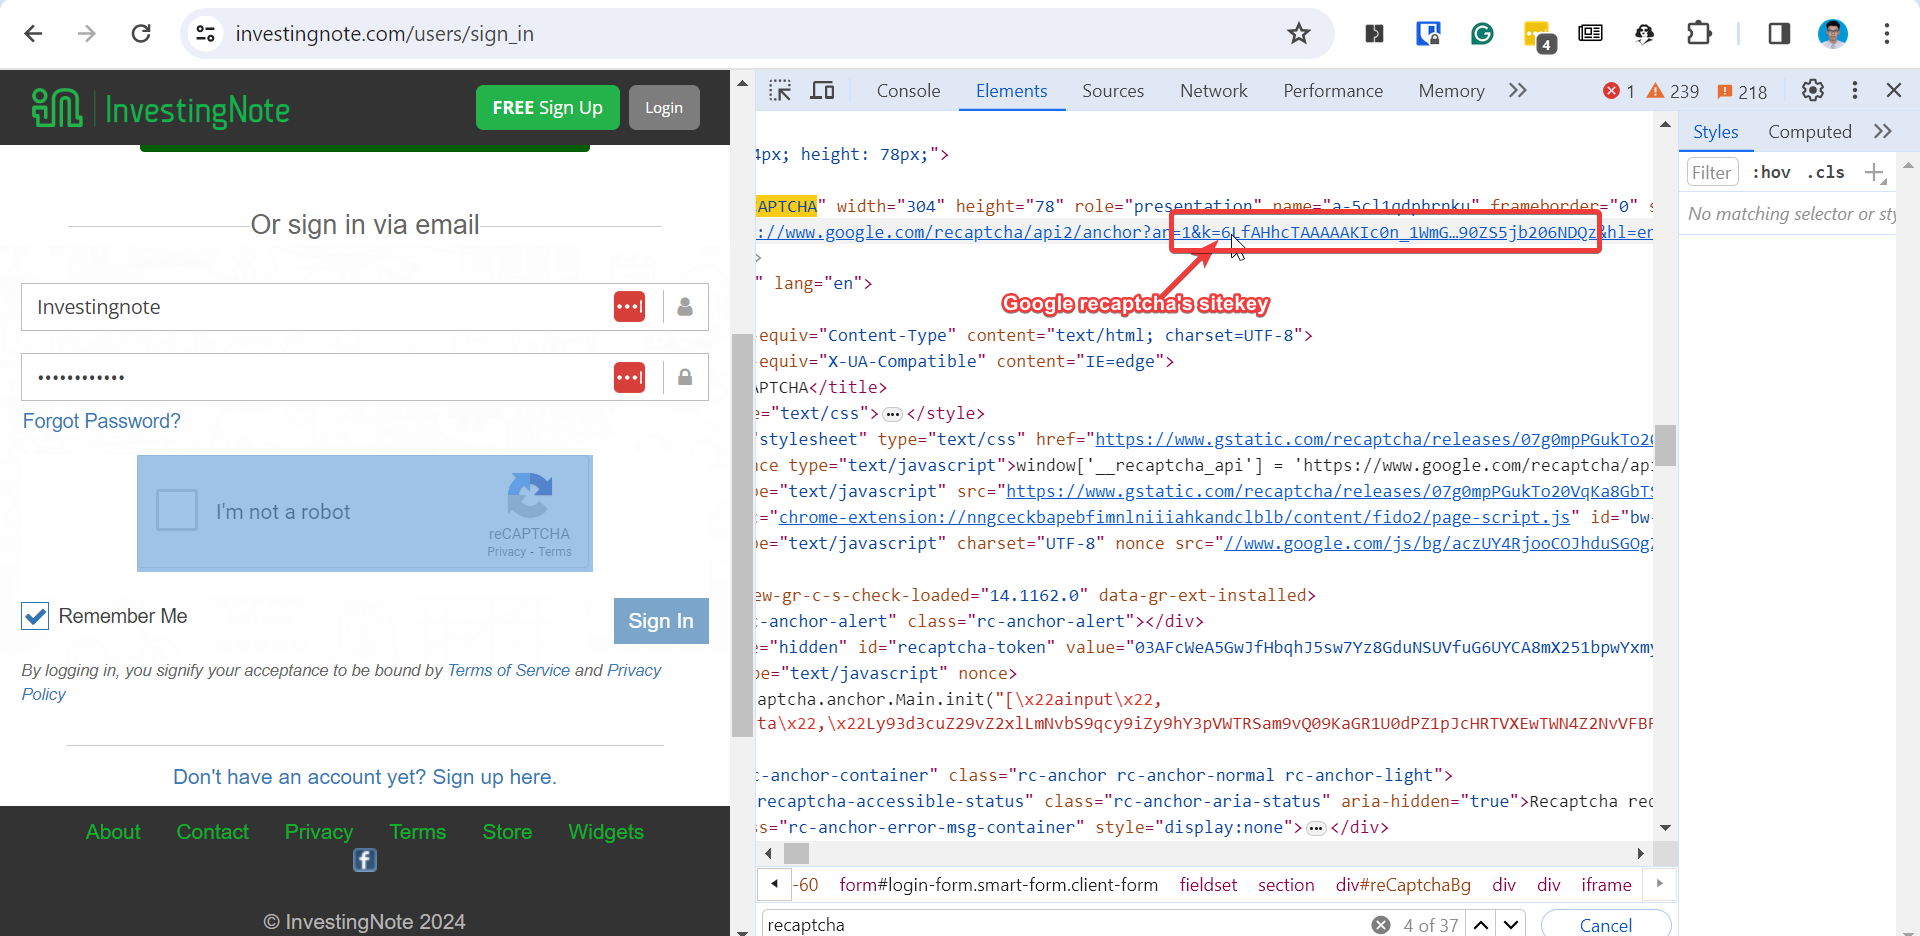 investingnote.com/users/sign_in
4
InvestingNote
FREE Sign Up
Login
Or sign in via email
Investingnote
Forgot Password?
I'm not a robot
reCAPTCHA
Privacy - Terms
Remember Me
Sign In
By logging in, you signify your acceptance to be bound by Terms of Service and Privacy
Policy
Don't have an account yet? Sign up here.
About Contact Privacy Terms Store Widgets
© InvestingNote 2024
Console Elements Sources Network Performance Memory 1 239 218
4px; height: 78px;">
APTCHA" width="304" height="78" role="presentation" name="a-5cl1qdphrnku" frameborder="0" s
://www.google.com/recaptcha/api2/anchor?ar=1&k=6LfAHhcTAAAAAKIc0n_1WmG…90ZS5jb206NDQz&hl=en
>
" lang="en">
Google recaptcha's sitekey
equiv="Content-Type" content="text/html; charset=UTF-8">
equiv="X-UA-Compatible" content="IE=edge">
APTCHA</title>
e="text/css"> … </style>
"stylesheet" type="text/css" href="https://www.gstatic.com/recaptcha/releases/07g0mpPGukTo20
nce type="text/javascript">window['__recaptcha_api'] = 'https://www.google.com/recaptcha/api
pe="text/javascript" src="https://www.gstatic.com/recaptcha/releases/07g0mpPGukTo20VqKa8GbTS
c="chrome-extension://nngceckbapebfimnlniiiahkandclblb/content/fido2/page-script.js" id="bw-
pe="text/javascript" charset="UTF-8" nonce src="//www.google.com/js/bg/aczUY4RjooCOJhduSGOgZ
ew-gr-c-s-check-loaded="14.1162.0" data-gr-ext-installed>
c-anchor-alert" class="rc-anchor-alert"></div>
e="hidden" id="recaptcha-token" value="03AFcWeA5GwJfHbqhJ5sw7Yz8GduNSUVfuG6UYCA8mX251bpwYxmy
pe="text/javascript" nonce>
aptcha.anchor.Main.init("[\x22ainput\x22,
ta\x22,\x22Ly93d3cuZ29vZ2xlLmNvbS9qcy9iZy9hY3pVWTRSam9vQ09KaGR1U0dPZ1pJcHRTVXEwTWN4Z2NvVFBF
c-anchor-container" class="rc-anchor rc-anchor-normal rc-anchor-light">
recaptcha-accessible-status" class="rc-anchor-aria-status" aria-hidden="true">Recaptcha rec
ss="rc-anchor-error-msg-container" style="display:none"> … </div>
-60 form#login-form.smart-form.client-form fieldset section div#reCaptchaBg div div iframe
recaptcha 4 of 37 Cancel
Styles Computed
Filter :hov .cls
No matching selector or sty